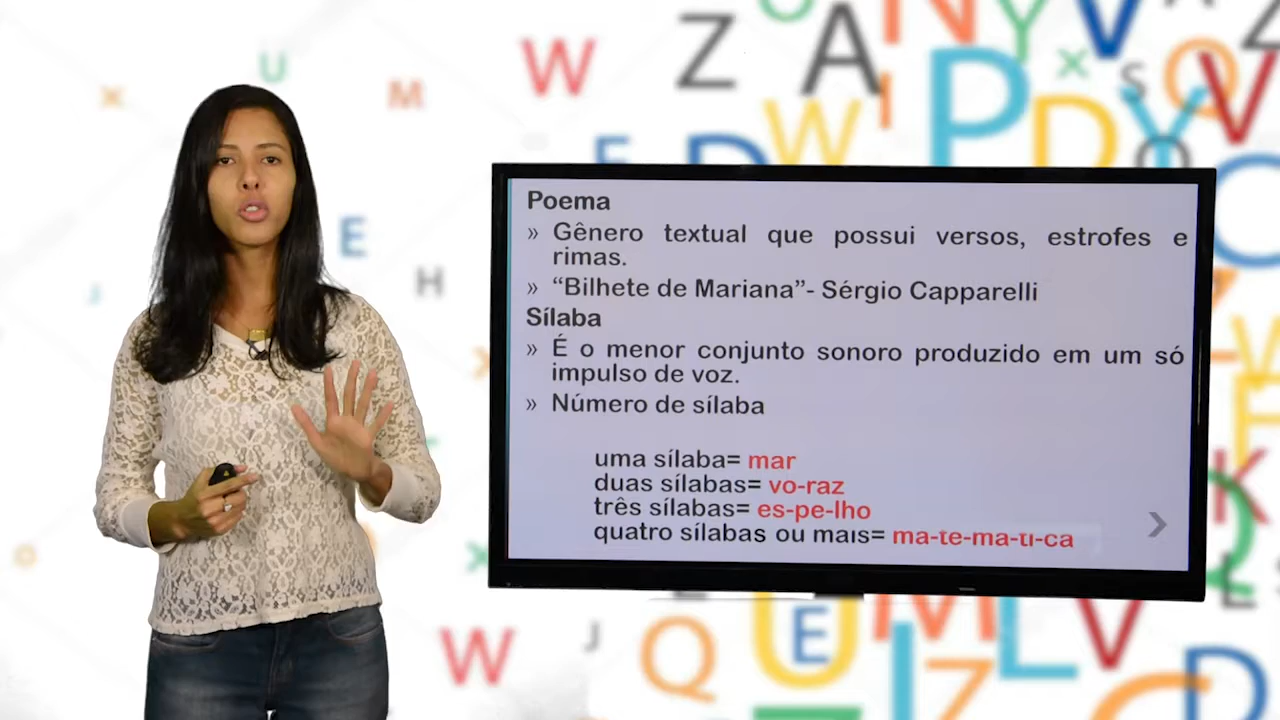 Poema
» Gênero textual que possui versos, estrofes e
rimas.
» “Bilhete de Mariana”- Sérgio Capparelli
Sílaba
» É o menor conjunto sonoro produzido em um só
impulso de voz.
» Número de sílaba
uma sílaba= mar
duas sílabas= vo-raz
três sílabas= es-pe-lho
quatro sílabas ou mais= ma-te-ma-ti-ca